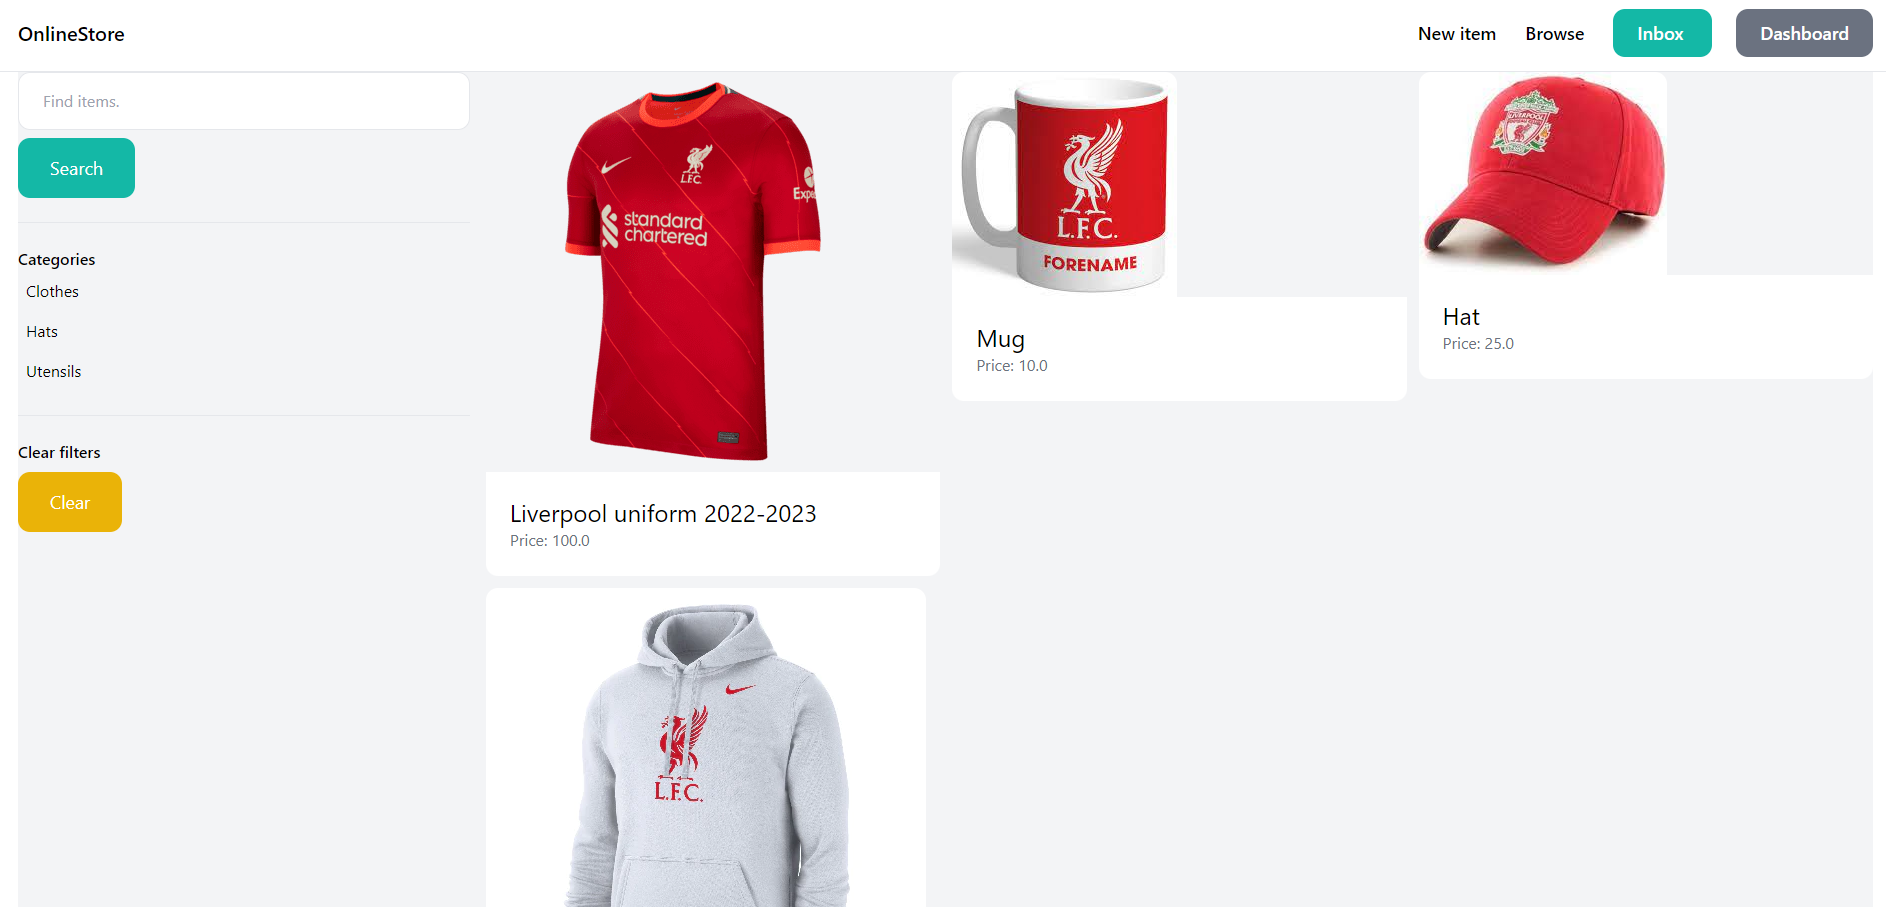 OnlineStore
New item
Browse
Inbox
Dashboard
Find items.
Search
Categories
Clothes
Hats
Utensils
Clear filters
Clear
L.F.C.
standard
chartered
Expe
Liverpool uniform 2022-2023
Price: 100.0
L.F.C.
FORENAME
Mug
Price: 10.0
LIVERPOOL
Hat
Price: 25.0
L.F.C.